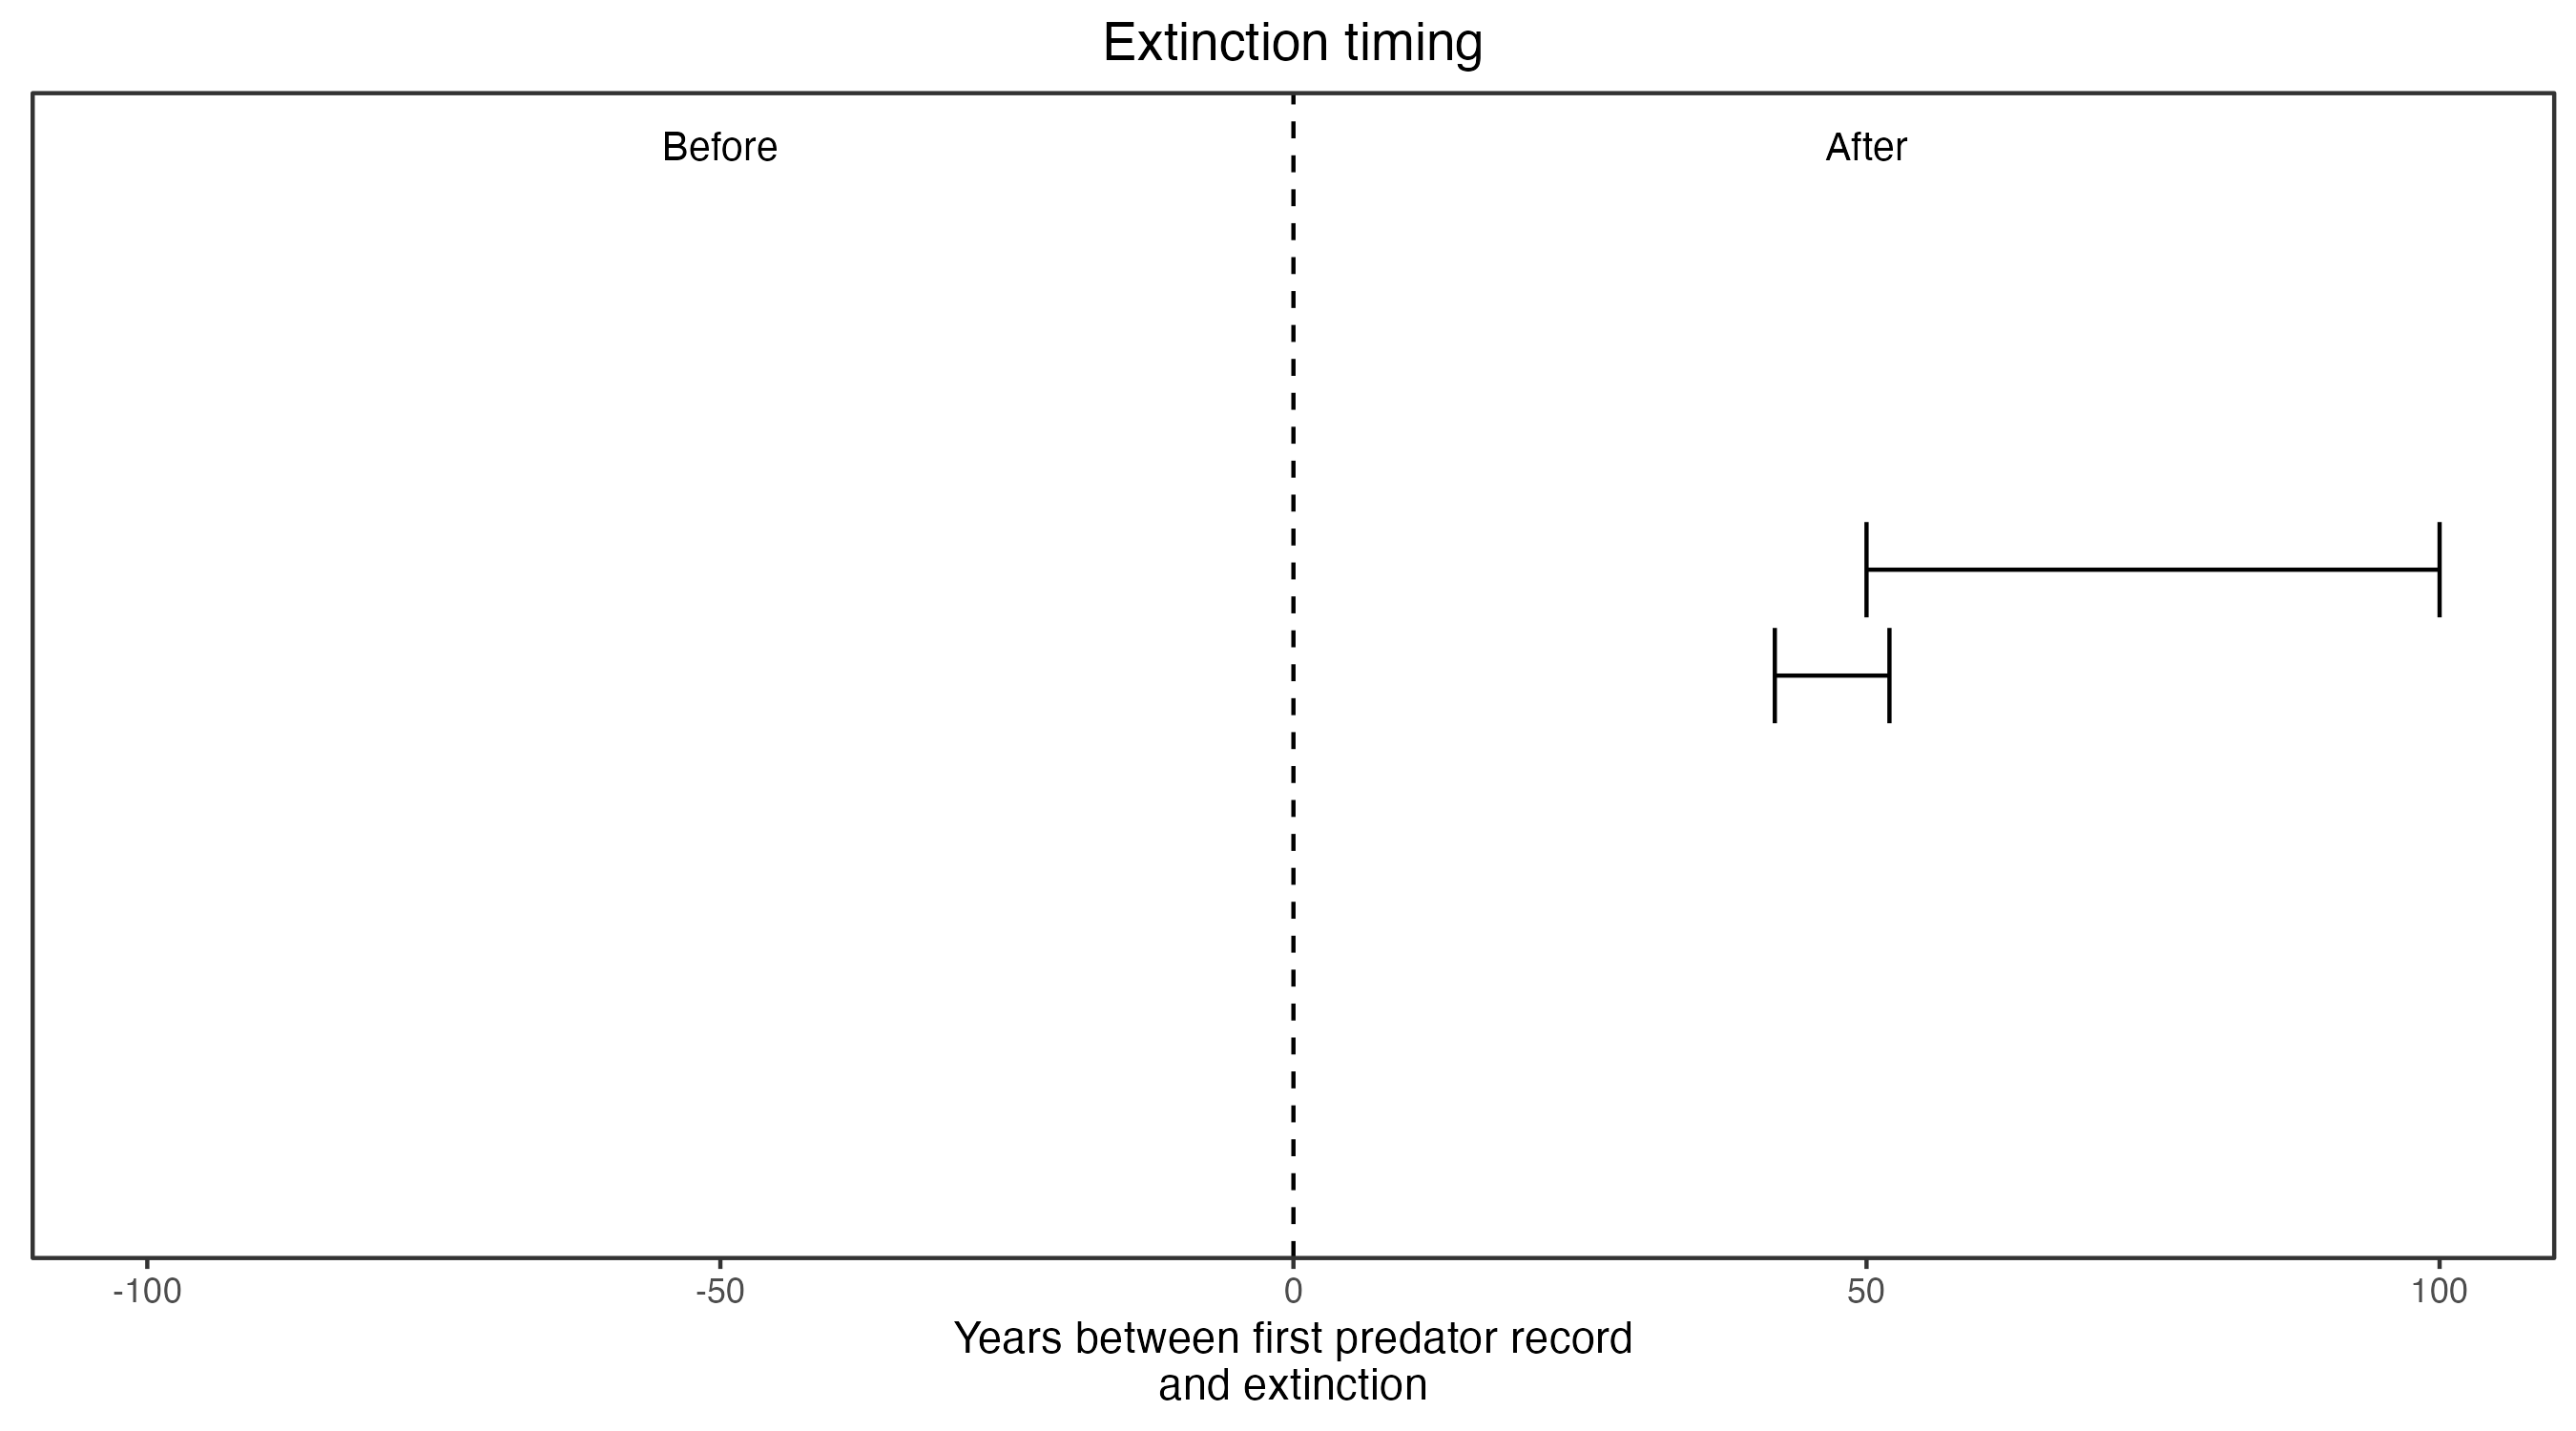 Extinction timing
Before
After
-100
-50
0
50
100
Years between first predator record
and extinction